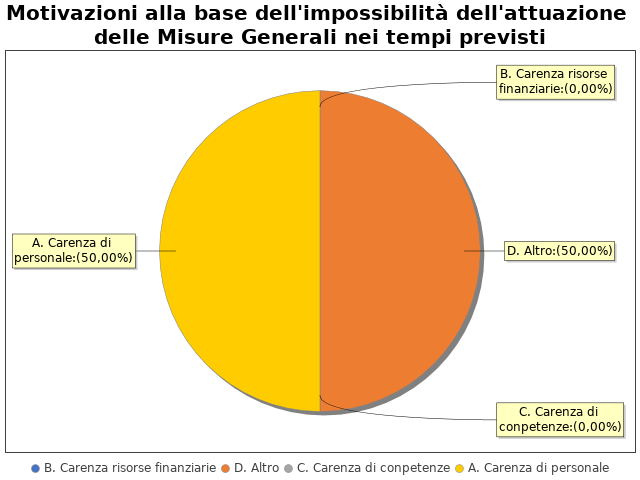 Motivazioni alla base dell'impossibilità dell'attuazione
delle Misure Generali nei tempi previsti
B. Carenza risorse
finanziarie:(0,00%)
A. Carenza di
personale:(50,00%)
D. Altro:(50,00%)
C. Carenza di
conpetenze:(0,00%)
B. Carenza risorse finanziarie D. Altro C. Carenza di conpetenze A. Carenza di personale